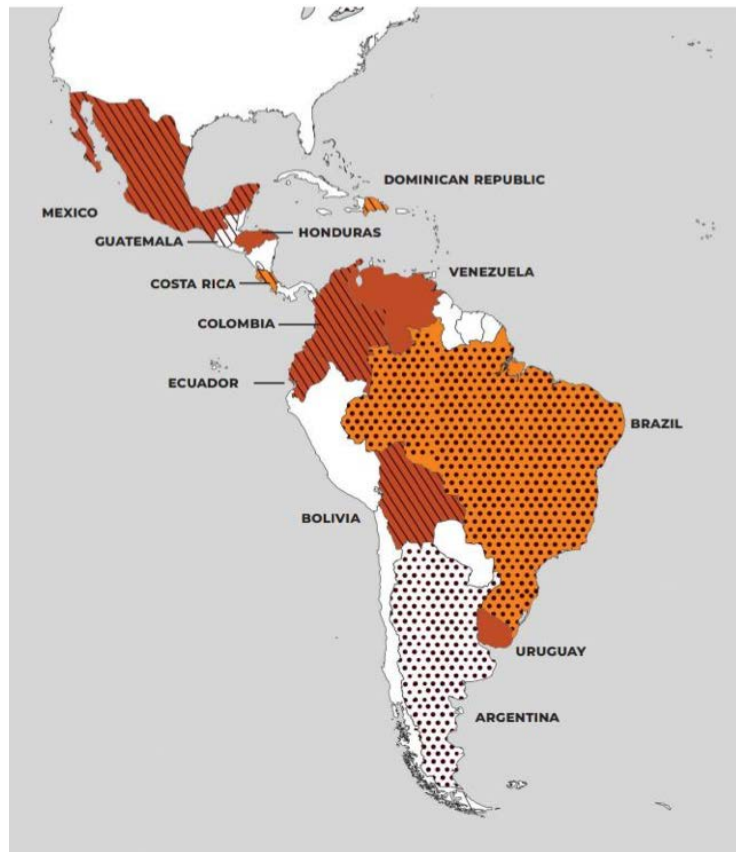 DOMINICAN REPUBLIC
MEXICO
HONDURAS
GUATEMALA
VENEZUELA
COSTA RICA
COLOMBIA
ECUADOR
BRAZIL
BOLIVIA
URUGUAY
ARGENTINA